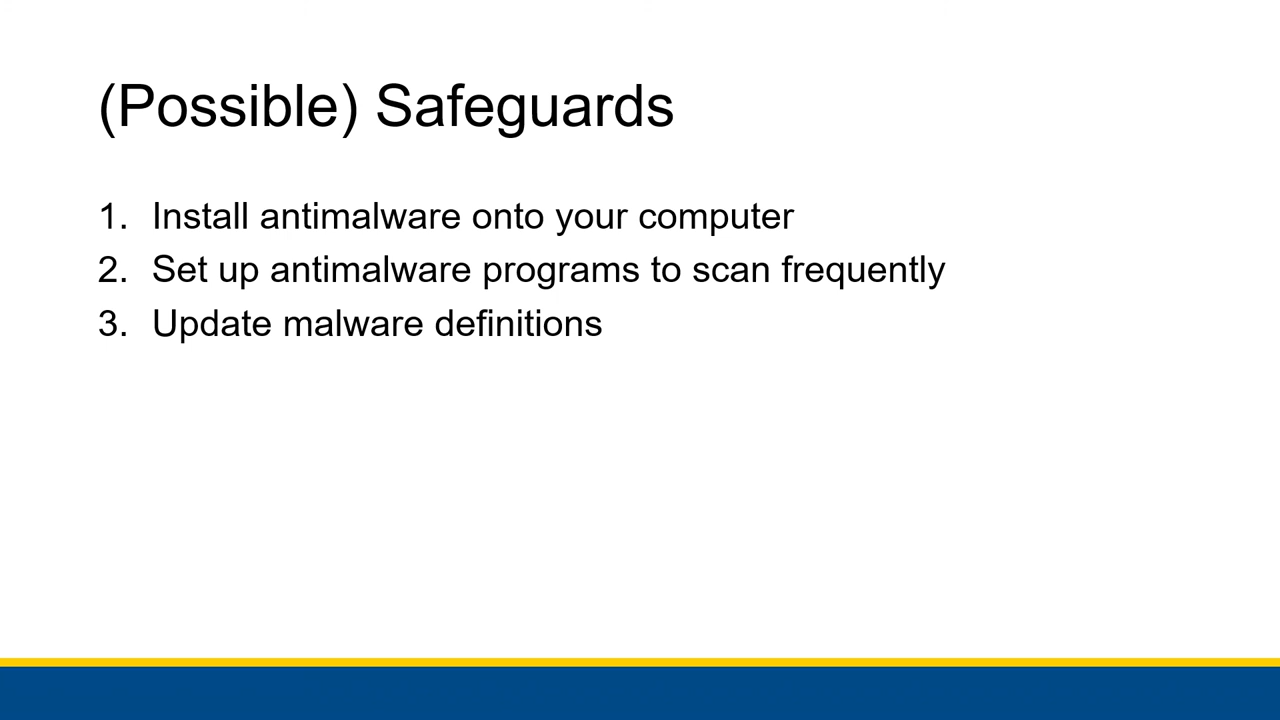 (Possible) Safeguards
1. Install antimalware onto your computer
2. Set up antimalware programs to scan frequently
3. Update malware definitions